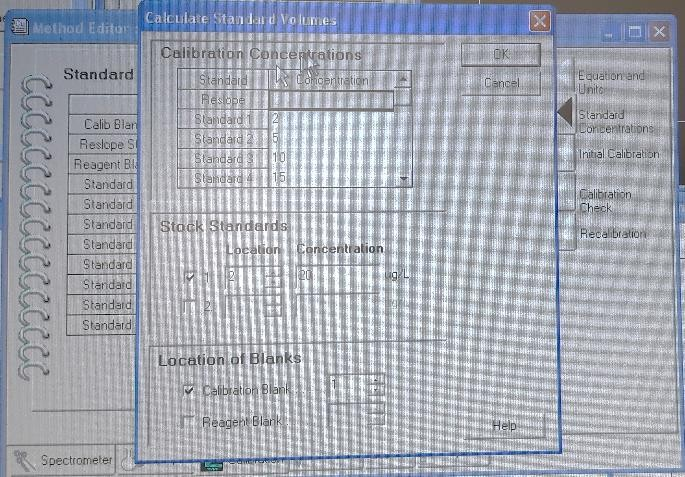 Calculate Standard Volumes
Method Editor
Calibration Concentrations
OK
Cancel
Standard Concentration
Reslope
Standard 1 2
Standard 2 5
Standard 3 10
Standard 4 15
Stock Standards
Location Concentration
1 2 20 ug/L
2
Location of Blanks
Calibration Blank 1
Reagent Blank
Help
Standard
Calib Blan
Reslope S
Reagent Bla
Standard
Standard
Standard
Standard
Standard
Standard
Standard
Standard
Equation and
Units
Standard
Concentrations
Initial Calibration
Calibration
Check
Recalibration
Spectrometer